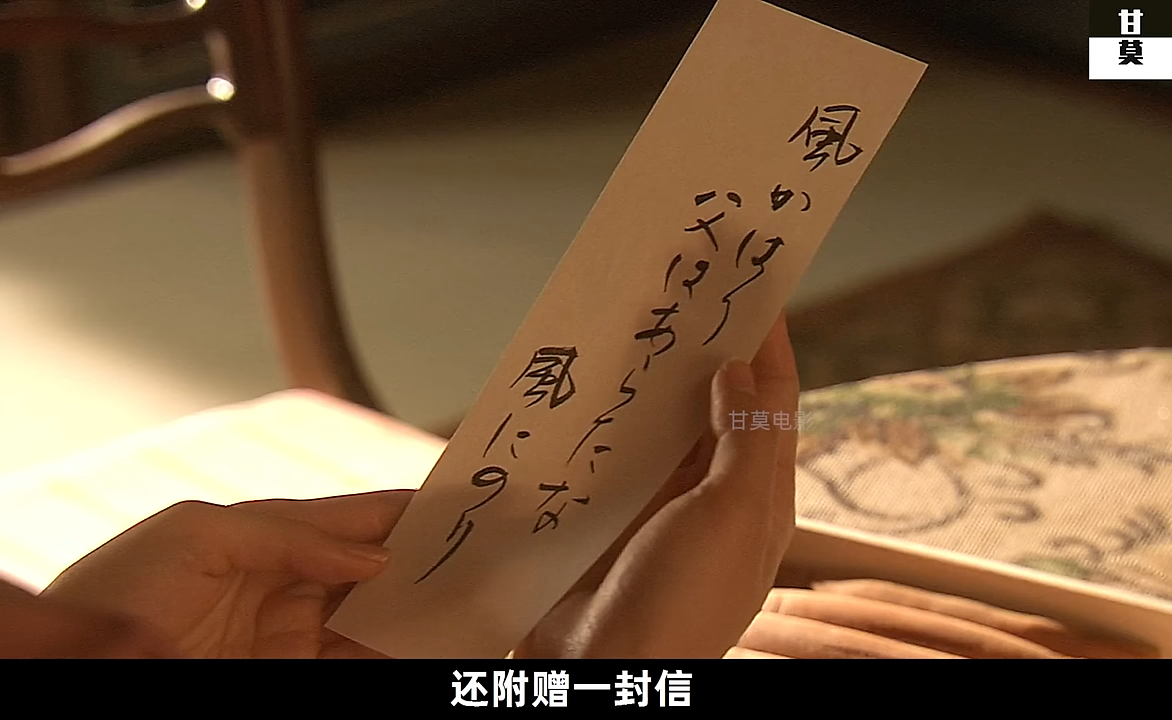 甘莫
風
かはり
父はあらたな
風にのり
甘莫电影
还附赠一封信